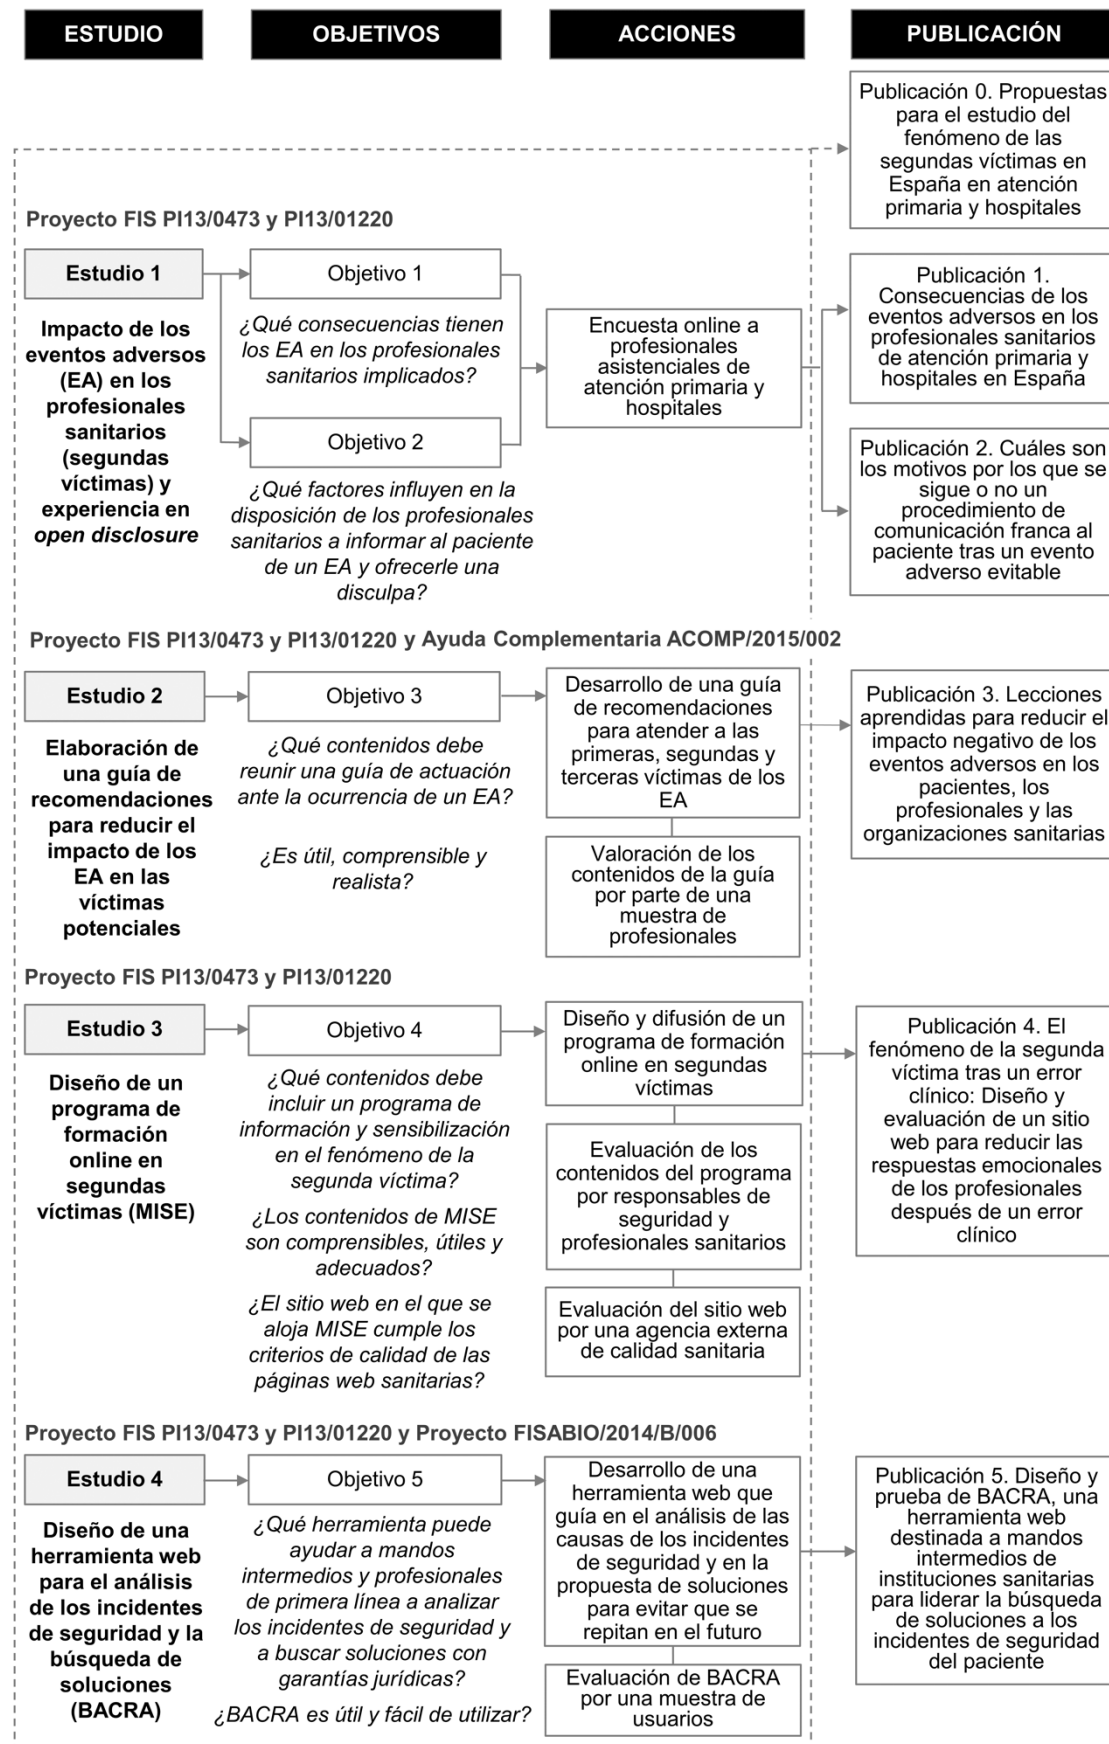 ESTUDIO
OBJETIVOS
ACCIONES
PUBLICACIÓN
Publicación 0. Propuestas
para el estudio del
fenómeno de las
segundas víctimas en
España en atención
primaria y hospitales
Proyecto FIS PI13/0473 y PI13/01220
Estudio 1
Impacto de los
eventos adversos
(EA) en los
profesionales
sanitarios
(segundas
víctimas) y
experiencia en
open disclosure
Objetivo 1
¿Qué consecuencias tienen
los EA en los profesionales
sanitarios implicados?
Objetivo 2
¿Qué factores influyen en la
disposición de los profesionales
sanitarios a informar al paciente
de un EA y ofrecerle una
disculpa?
Encuesta online a
profesionales
asistenciales de
atención primaria y
hospitales
Publicación 1.
Consecuencias de los
eventos adversos en los
profesionales sanitarios
de atención primaria y
hospitales en España
Publicación 2. Cuáles son
los motivos por los que se
sigue o no un
procedimiento de
comunicación franca al
paciente tras un evento
adverso evitable
Proyecto FIS PI13/0473 y PI13/01220 y Ayuda Complementaria ACOMP/2015/002
Estudio 2
Elaboración de
una guía de
recomendaciones
para reducir el
impacto de los
EA en las
víctimas
potenciales
Objetivo 3
¿Qué contenidos debe
reunir una guía de actuación
ante la ocurrencia de un EA?
¿Es útil, comprensible y
realista?
Desarrollo de una guía
de recomendaciones
para atender a las
primeras, segundas y
terceras víctimas de los
EA
Valoración de los
contenidos de la guía
por parte de una
muestra de
profesionales
Publicación 3. Lecciones
aprendidas para reducir el
impacto negativo de los
eventos adversos en los
pacientes, los
profesionales y las
organizaciones sanitarias
Proyecto FIS PI13/0473 y PI13/01220
Estudio 3
Diseño de un
programa de
formación
online en
segundas
víctimas (MISE)
Objetivo 4
¿Qué contenidos debe
incluir un programa de
información y sensibilización
en el fenómeno de la
segunda víctima?
¿Los contenidos de MISE
son comprensibles, útiles y
adecuados?
¿El sitio web en el que se
aloja MISE cumple los
criterios de calidad de las
páginas web sanitarias?
Diseño y difusión de un
programa de formación
online en segundas
víctimas
Evaluación de los
contenidos del programa
por responsables de
seguridad y
profesionales sanitarios
Evaluación del sitio web
por una agencia externa
de calidad sanitaria
Publicación 4. El
fenómeno de la segunda
víctima tras un error
clínico: Diseño y
evaluación de un sitio
web para reducir las
respuestas emocionales
de los profesionales
después de un error
clínico
Proyecto FIS PI13/0473 y PI13/01220 y Proyecto FISABIO/2014/B/006
Estudio 4
Diseño de una
herramienta web
para el análisis
de los incidentes
de seguridad y la
búsqueda de
soluciones
(BACRA)
Objetivo 5
¿Qué herramienta puede
ayudar a mandos
intermedios y profesionales
de primera línea a analizar
los incidentes de seguridad y
a buscar soluciones con
garantías jurídicas?
¿BACRA es útil y fácil de utilizar?
Desarrollo de una
herramienta web que
guía en el análisis de las
causas de los incidentes
de seguridad y en la
propuesta de soluciones
para evitar que se
repitan en el futuro
Evaluación de BACRA
por una muestra de
usuarios
Publicación 5. Diseño y
prueba de BACRA, una
herramienta web
destinada a mandos
intermedios de
instituciones sanitarias
para liderar la búsqueda
de soluciones a los
incidentes de seguridad
del paciente